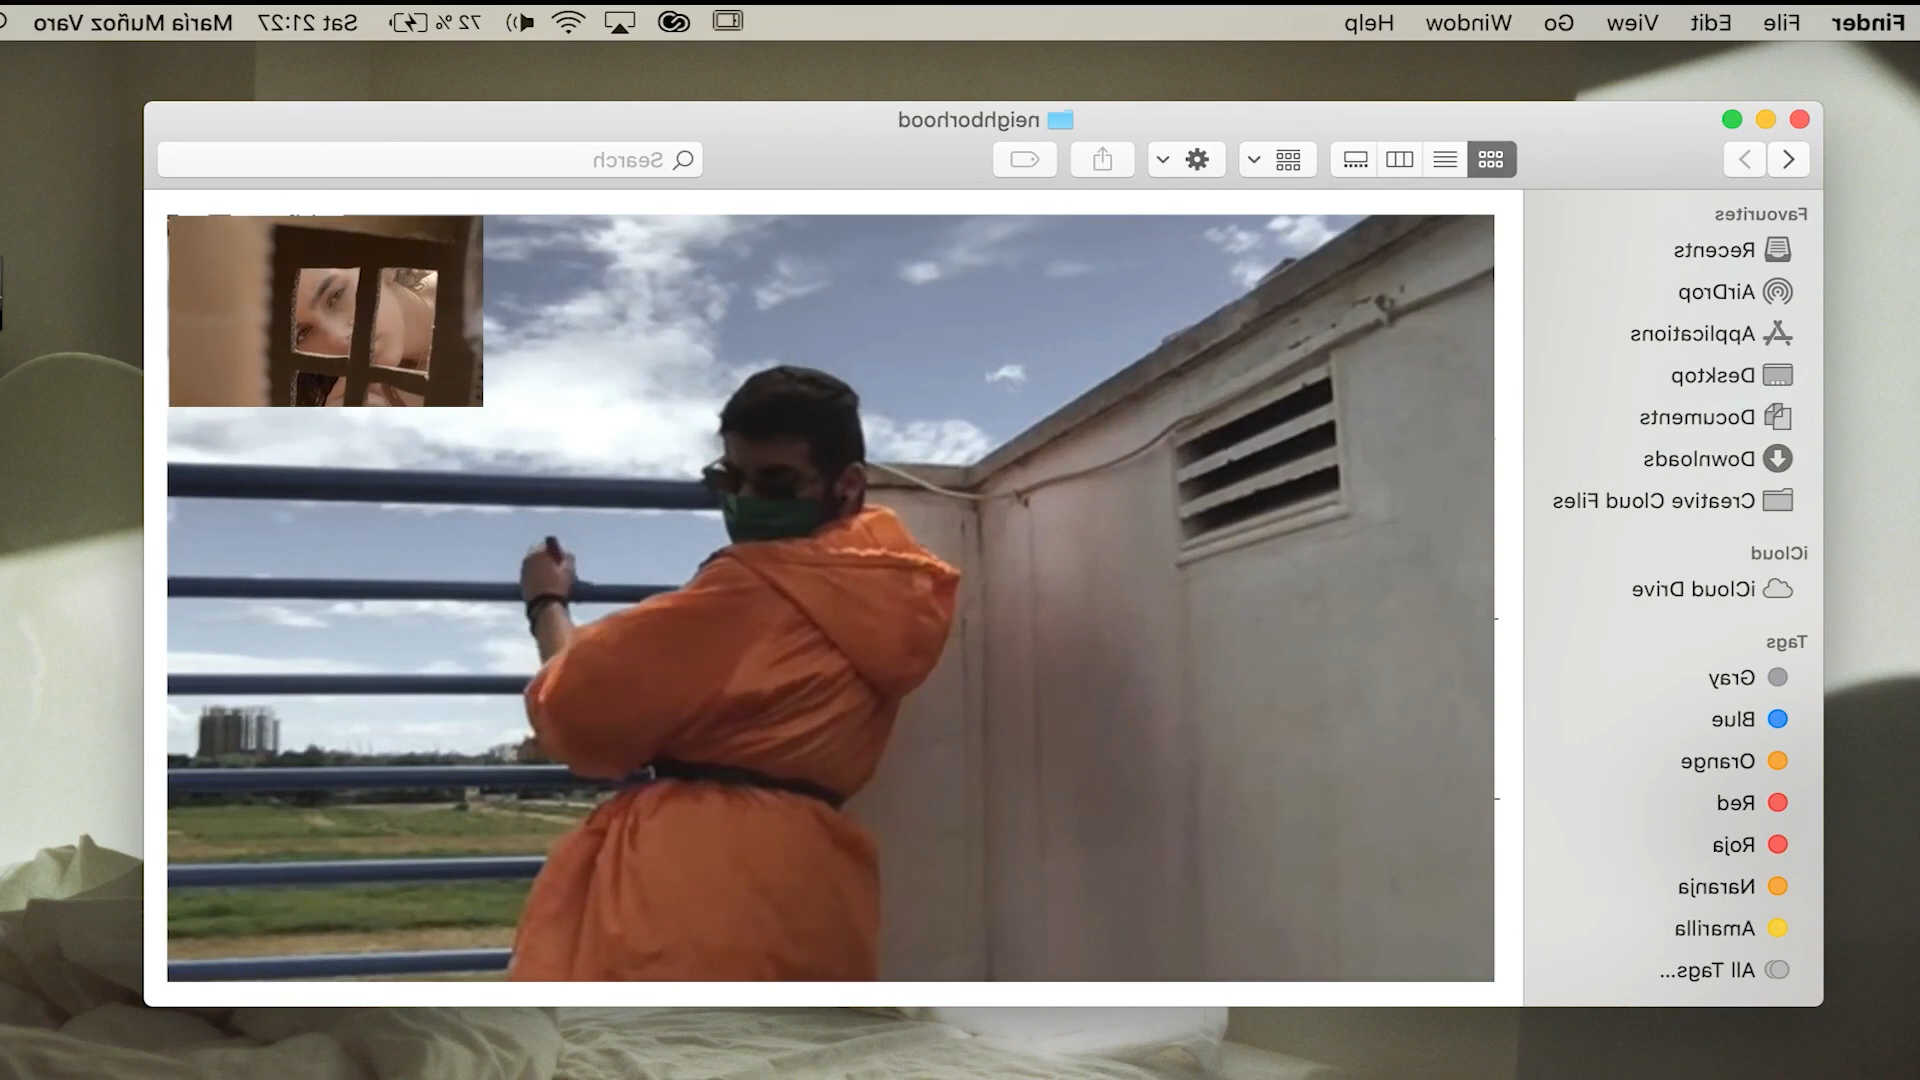 Finder File Edit View Go Window Help
72 % Sat 21:27 María Muñoz Varo
neighborhood
Search
Favourites
Recents
AirDrop
Applications
Desktop
Documents
Downloads
Creative Cloud Files
iCloud
iCloud Drive
Tags
Gray
Blue
Orange
Red
Roja
Naranja
Amarilla
All Tags...